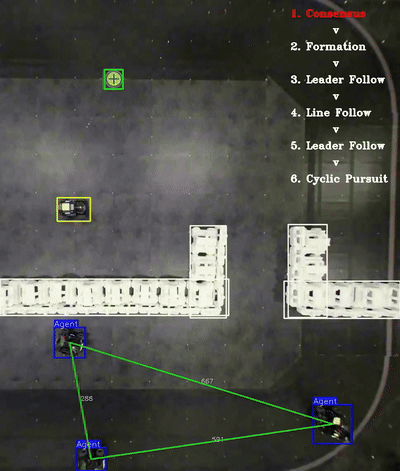 1. Consensus
v
2. Formation
v
3. Leader Follow
v
4. Line Follow
v
5. Leader Follow
v
6. Cyclic Pursuit
Agent
667
288
Agent
Agent